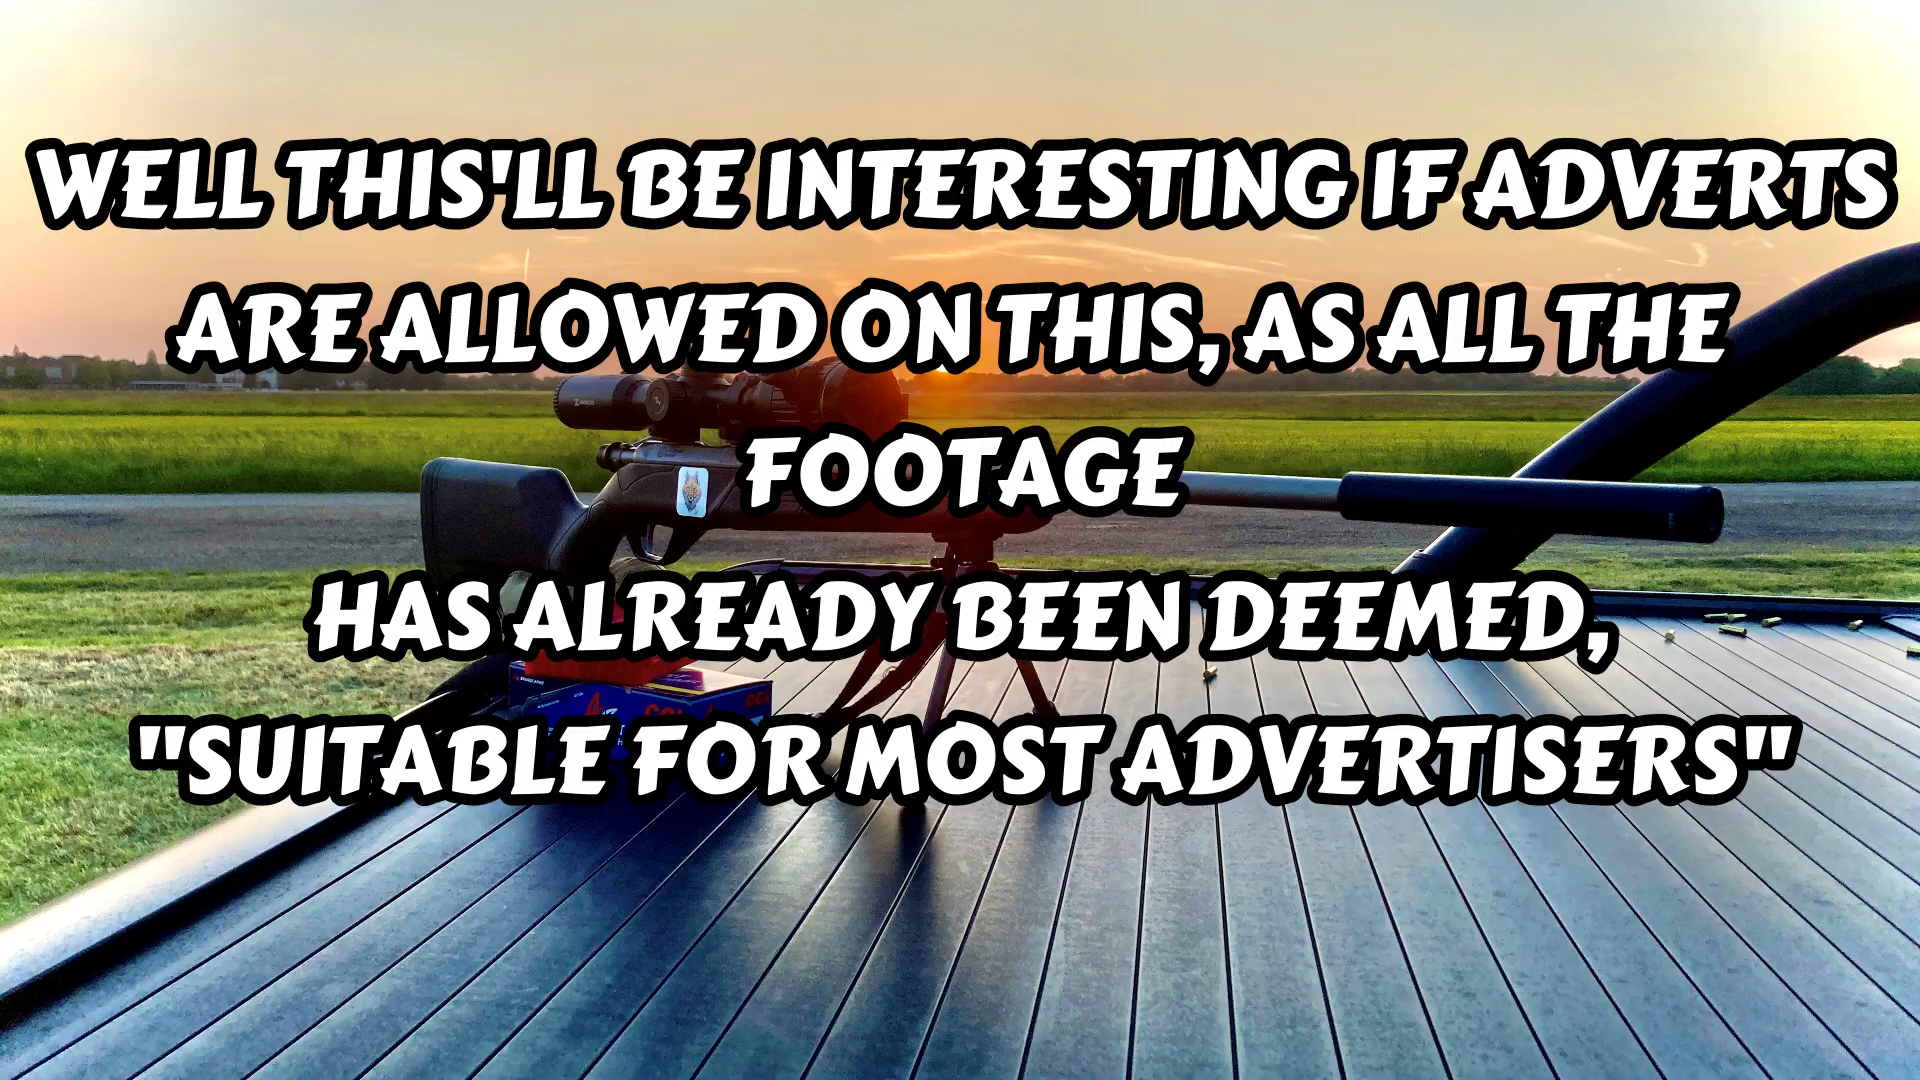 WELL THIS'LL BE INTERESTING IF ADVERTS
ARE ALLOWED ON THIS, AS ALL THE
FOOTAGE
HAS ALREADY BEEN DEEMED,
"SUITABLE FOR MOST ADVERTISERS"